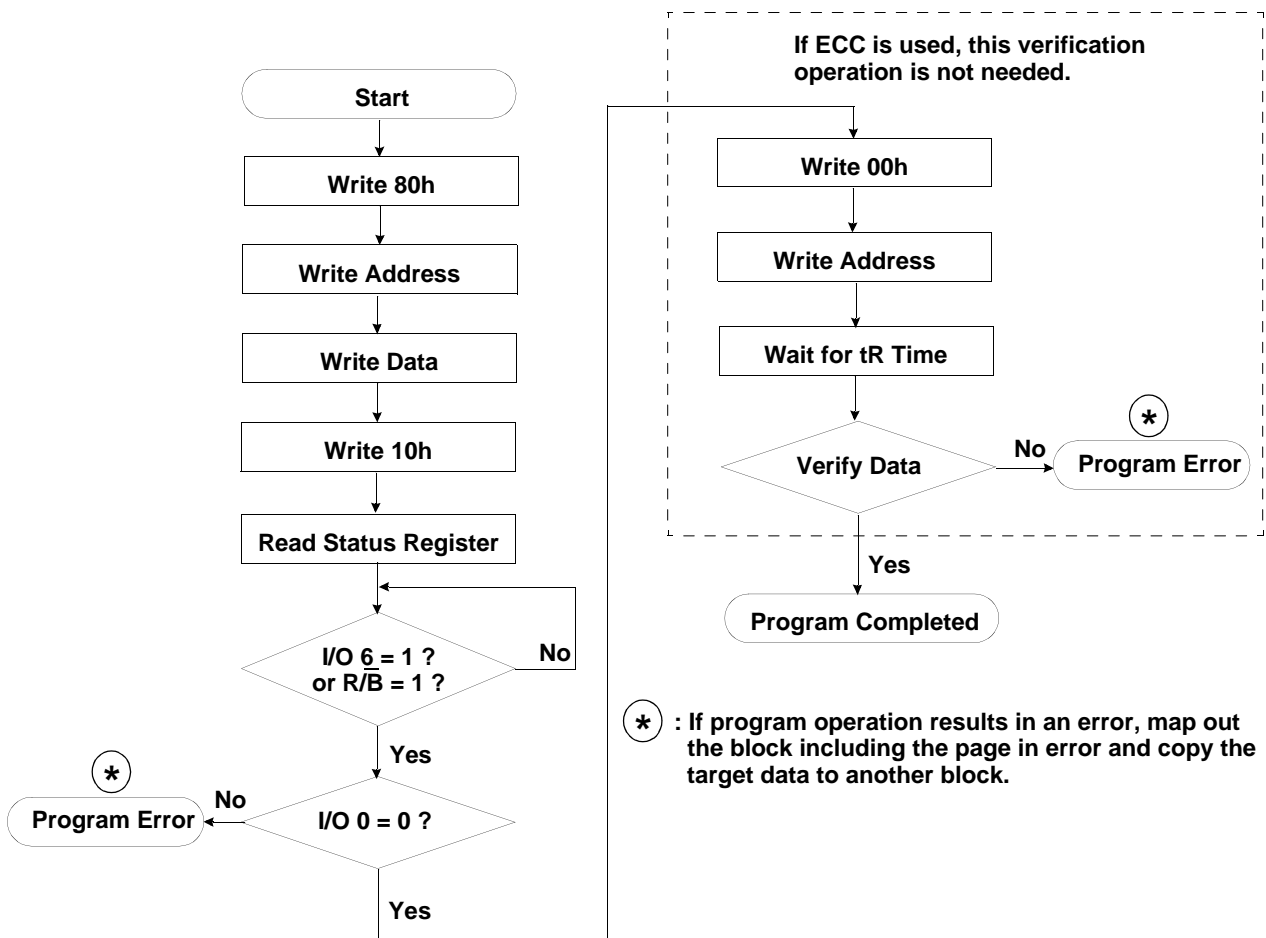 Start
Write 80h
Write Address
Write Data
Write 10h
Read Status Register
I/O 6 = 1 ?
or R/B̅ = 1 ?
No
Yes
*
No
Program Error
I/O 0 = 0 ?
Yes
If ECC is used, this verification
operation is not needed.
Write 00h
Write Address
Wait for tR Time
*
Verify Data
No
Program Error
Yes
Program Completed
* : If program operation results in an error, map out
the block including the page in error and copy the
target data to another block.